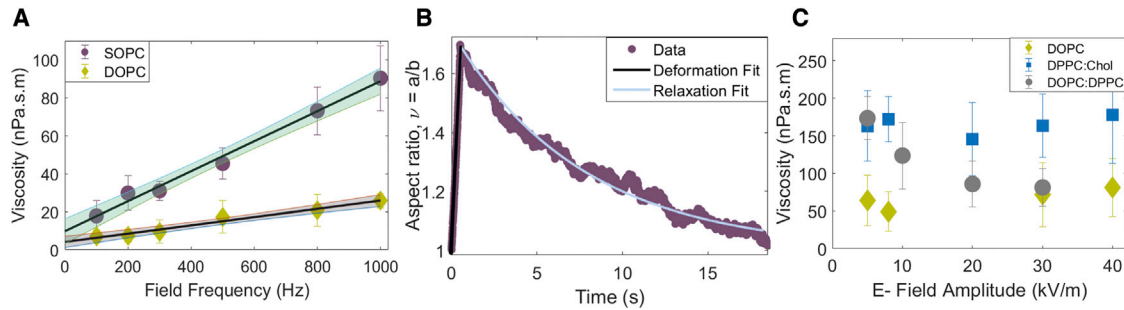 A
Viscosity (nPa.s.m)
100
80
60
40
20
0
SOPC
DOPC
0 200 400 600 800 1000
Field Frequency (Hz)
B
Aspect ratio, ν = a/b
1.6
1.4
1.2
1
Data
Deformation Fit
Relaxation Fit
0 5 10 15
Time (s)
C
Viscosity (nPa.s.m)
250
200
150
100
50
0
DOPC
DPPC:Chol
DOPC:DPPC
0 10 20 30 40
E- Field Amplitude (kV/m)